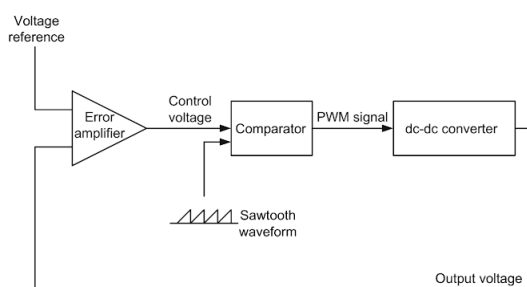 Voltage
reference
Error
amplifier
Control
voltage
Comparator
PWM signal
dc-dc converter
Sawtooth
waveform
Output voltage